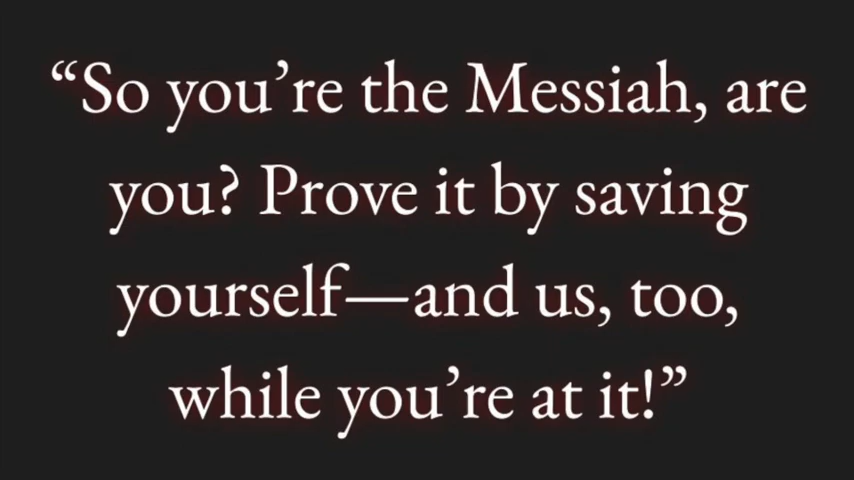 “So you’re the Messiah, are
you? Prove it by saving
yourself—and us, too,
while you’re at it!”